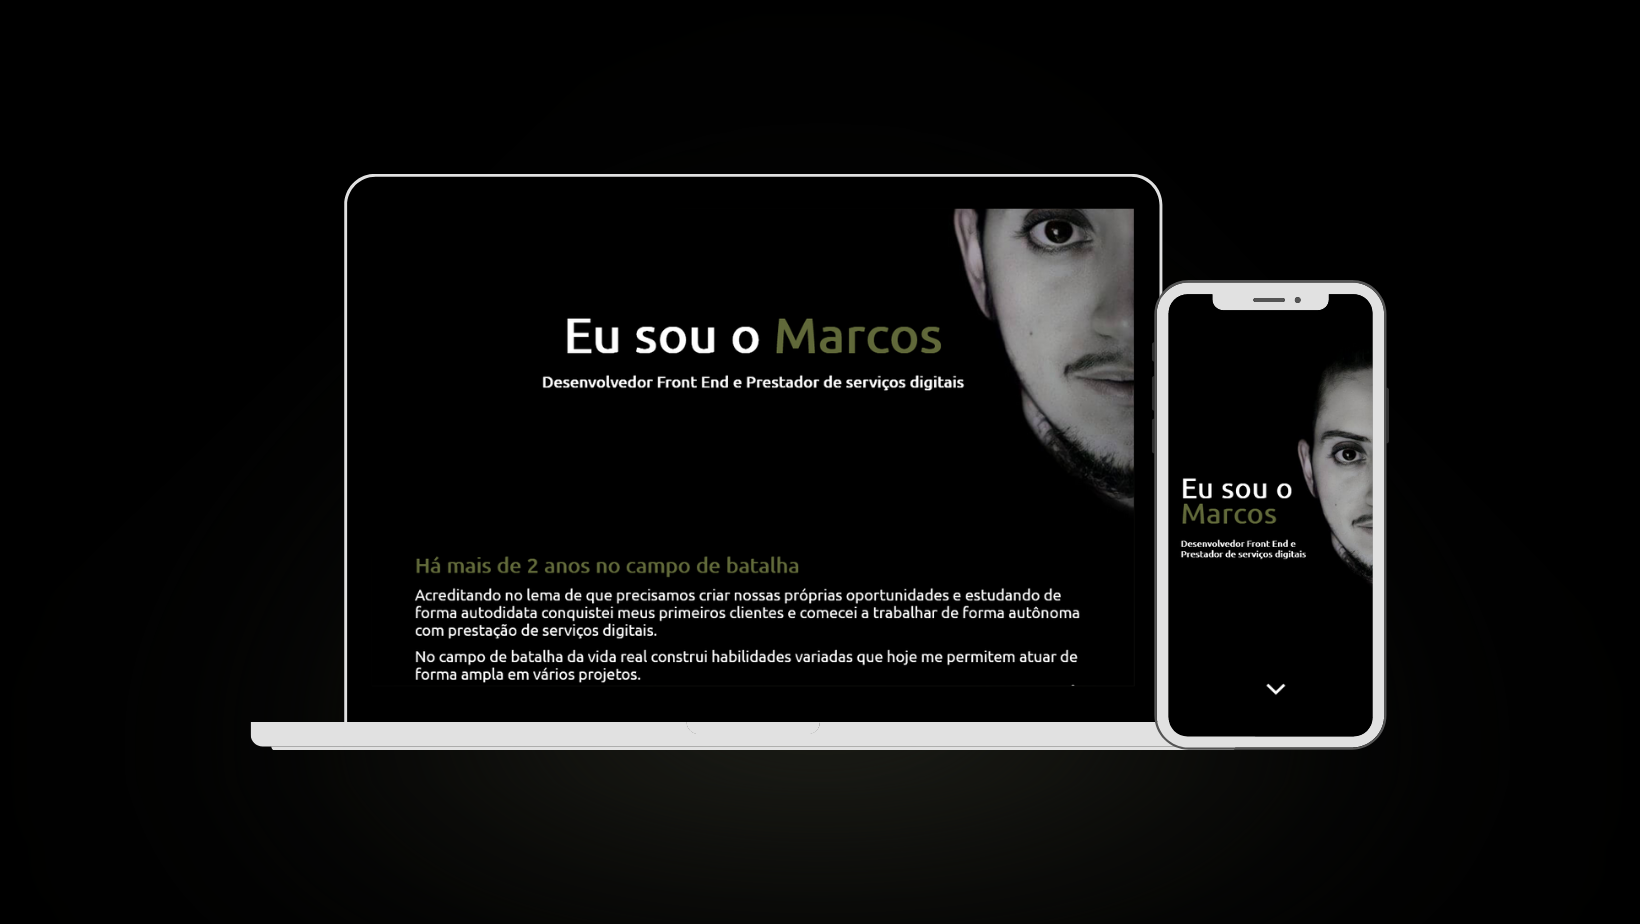 Eu sou o Marcos
Desenvolvedor Front End e Prestador de serviços digitais
Há mais de 2 anos no campo de batalha
Acreditando no lema de que precisamos criar nossas próprias oportunidades e estudando de
forma autodidata conquistei meus primeiros clientes e comecei a trabalhar de forma autônoma
com prestação de serviços digitais.
No campo de batalha da vida real construi habilidades variadas que hoje me permitem atuar de
forma ampla em vários projetos.
Eu sou o
Marcos
Desenvolvedor Front End e
Prestador de serviços digitais